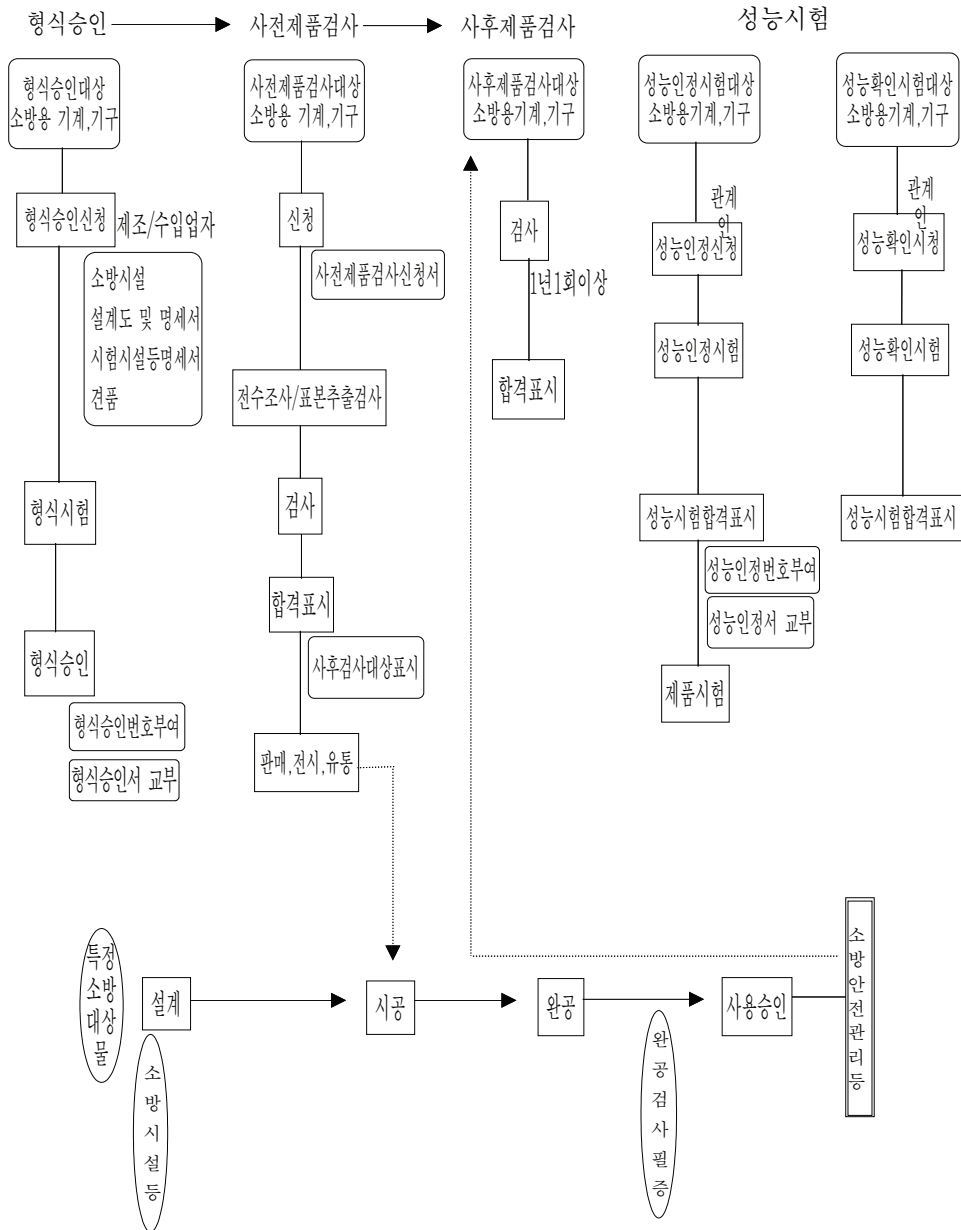 형식승인
사전제품검사
사후제품검사
성능시험
형식승인대상
소방용 기계,기구
사전제품검사대상
소방용 기계,기구
사후제품검사대상
소방용기계,기구
성능인정시험대상
소방용기계,기구
성능확인시험대상
소방용기계,기구
형식승인신청
제조/수입업자
소방시설
설계도 및 명세서
시험시설등명세서
견품
형식시험
형식승인
형식승인번호부여
형식승인서 교부
신청
사전제품검사신청서
전수조사/표본추출검사
검사
합격표시
사후검사대상표시
판매,전시,유통
검사
1년1회이상
합격표시
관계
인
성능인정신청
성능인정시험
성능시험합격표시
성능인정번호부여
성능인정서 교부
제품시험
관계
인
성능확인시청
성능확인시험
성능시험합격표시
특정
소방
대상
물
설계
소방시설등
시공
완공
완공검사필증
사용승인
소방안전관리등